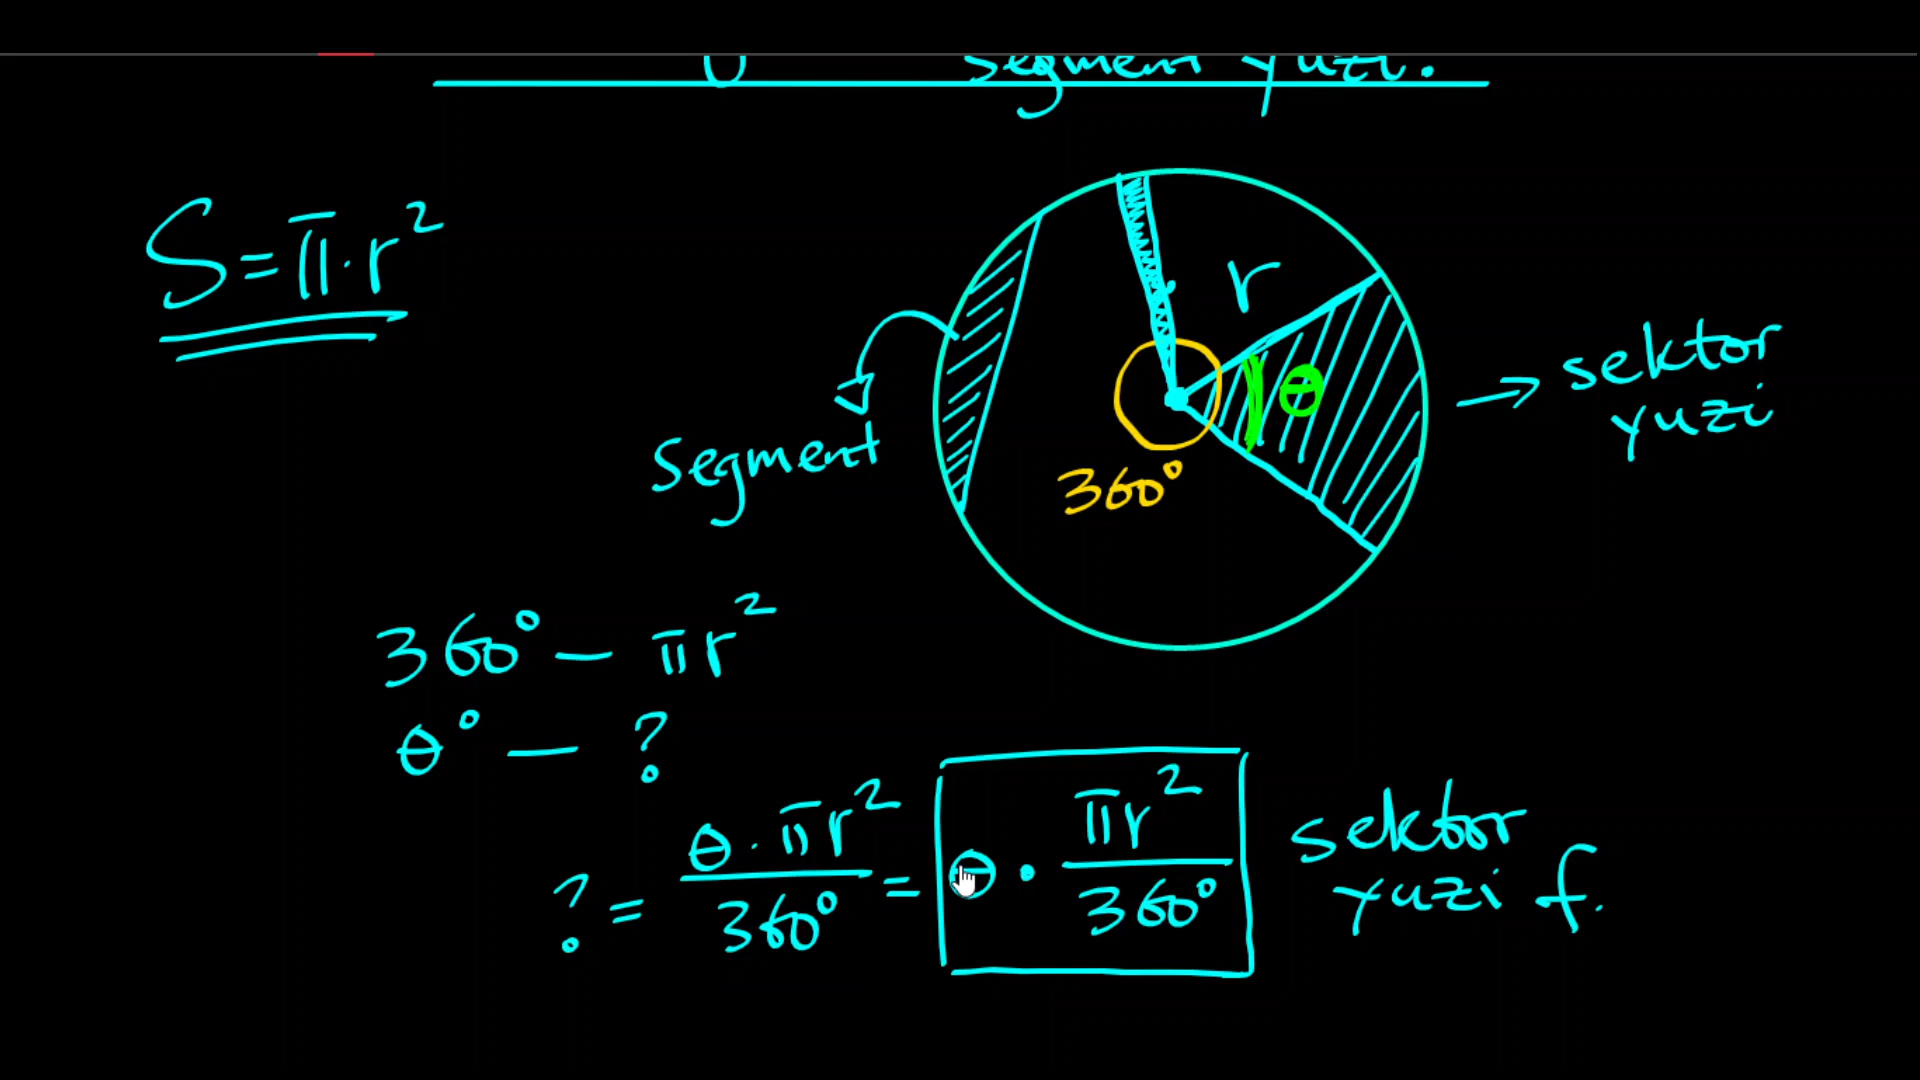 segment yuzi.
S = π · r²
r
θ
360°
→ sektor
yuzi
segment
360° — πr²
θ° — ?
? = θ · πr² / 360° = θ · πr² / 360°
sektor
yuzi f.